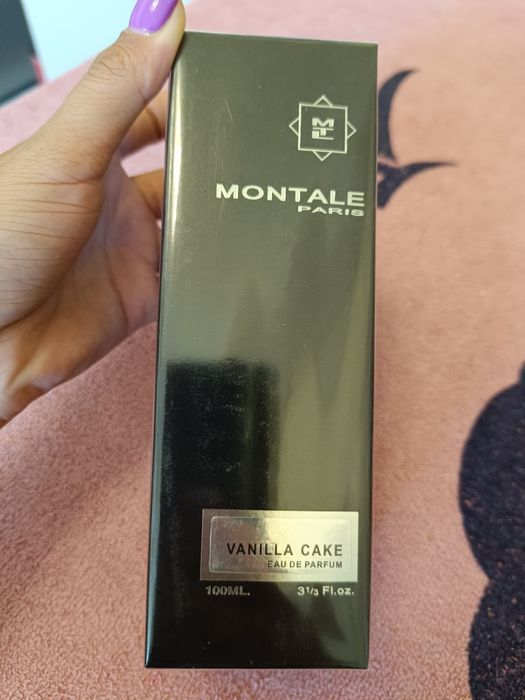 MONTALE
PARIS
VANILLA CAKE
EAU DE PARFUM
100ML. 3 1/3 Fl.oz.